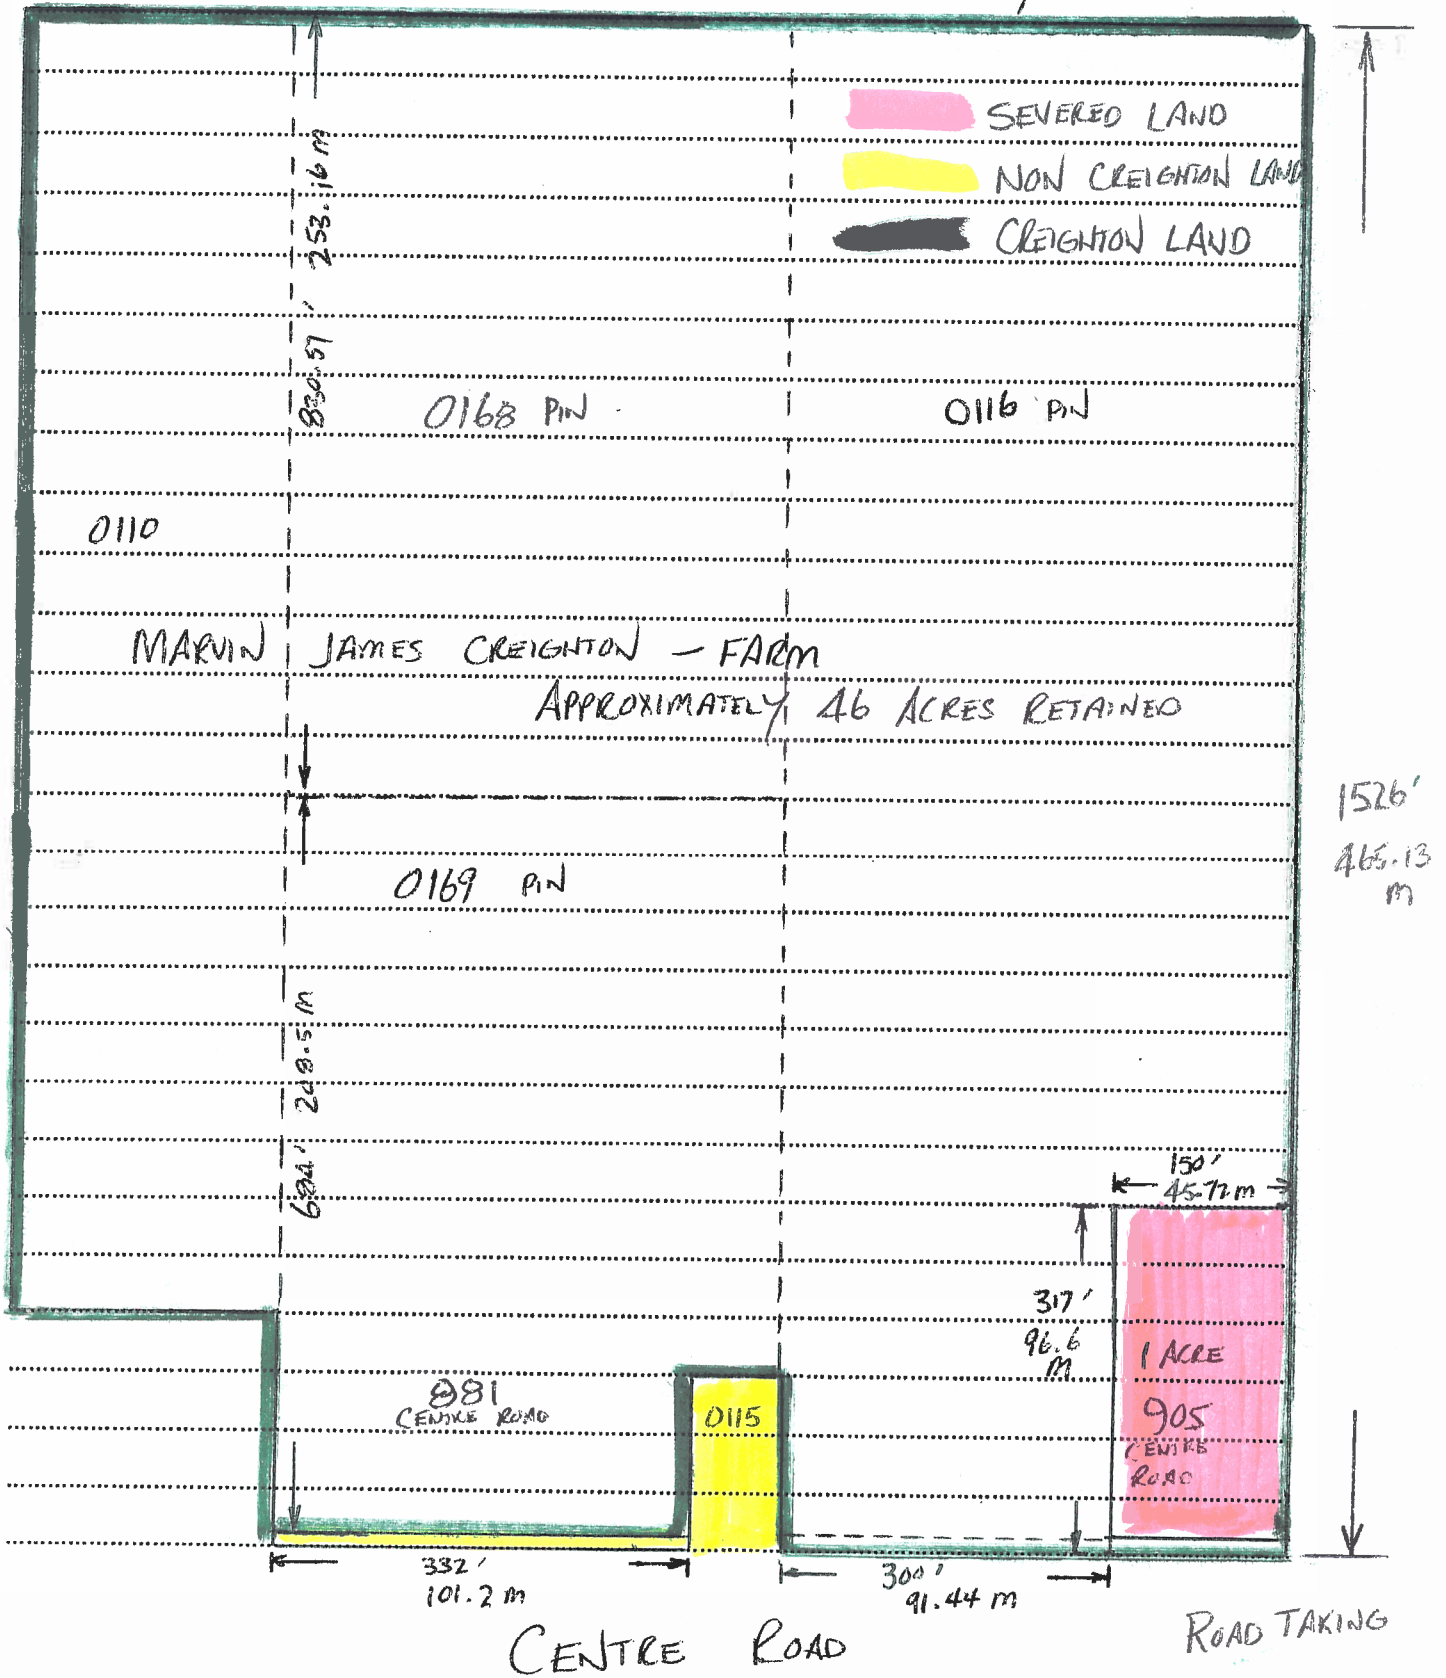 SEVERED LAND
NON CREIGHTON LAND
CREIGHTON LAND
253.16 m
830.57'
0168 PIN
0116 PIN
0110
MARVIN JAMES CREIGHTON - FARM
APPROXIMATELY 46 ACRES RETAINED
1526'
465.13
m
0169 PIN
208.5 m
684'
150'
45.72 m
317'
96.6
m
1 ACRE
905
CENTRE
ROAD
881
CENTRE ROAD
0115
332'
101.2 m
300'
91.44 m
ROAD TAKING
CENTRE ROAD